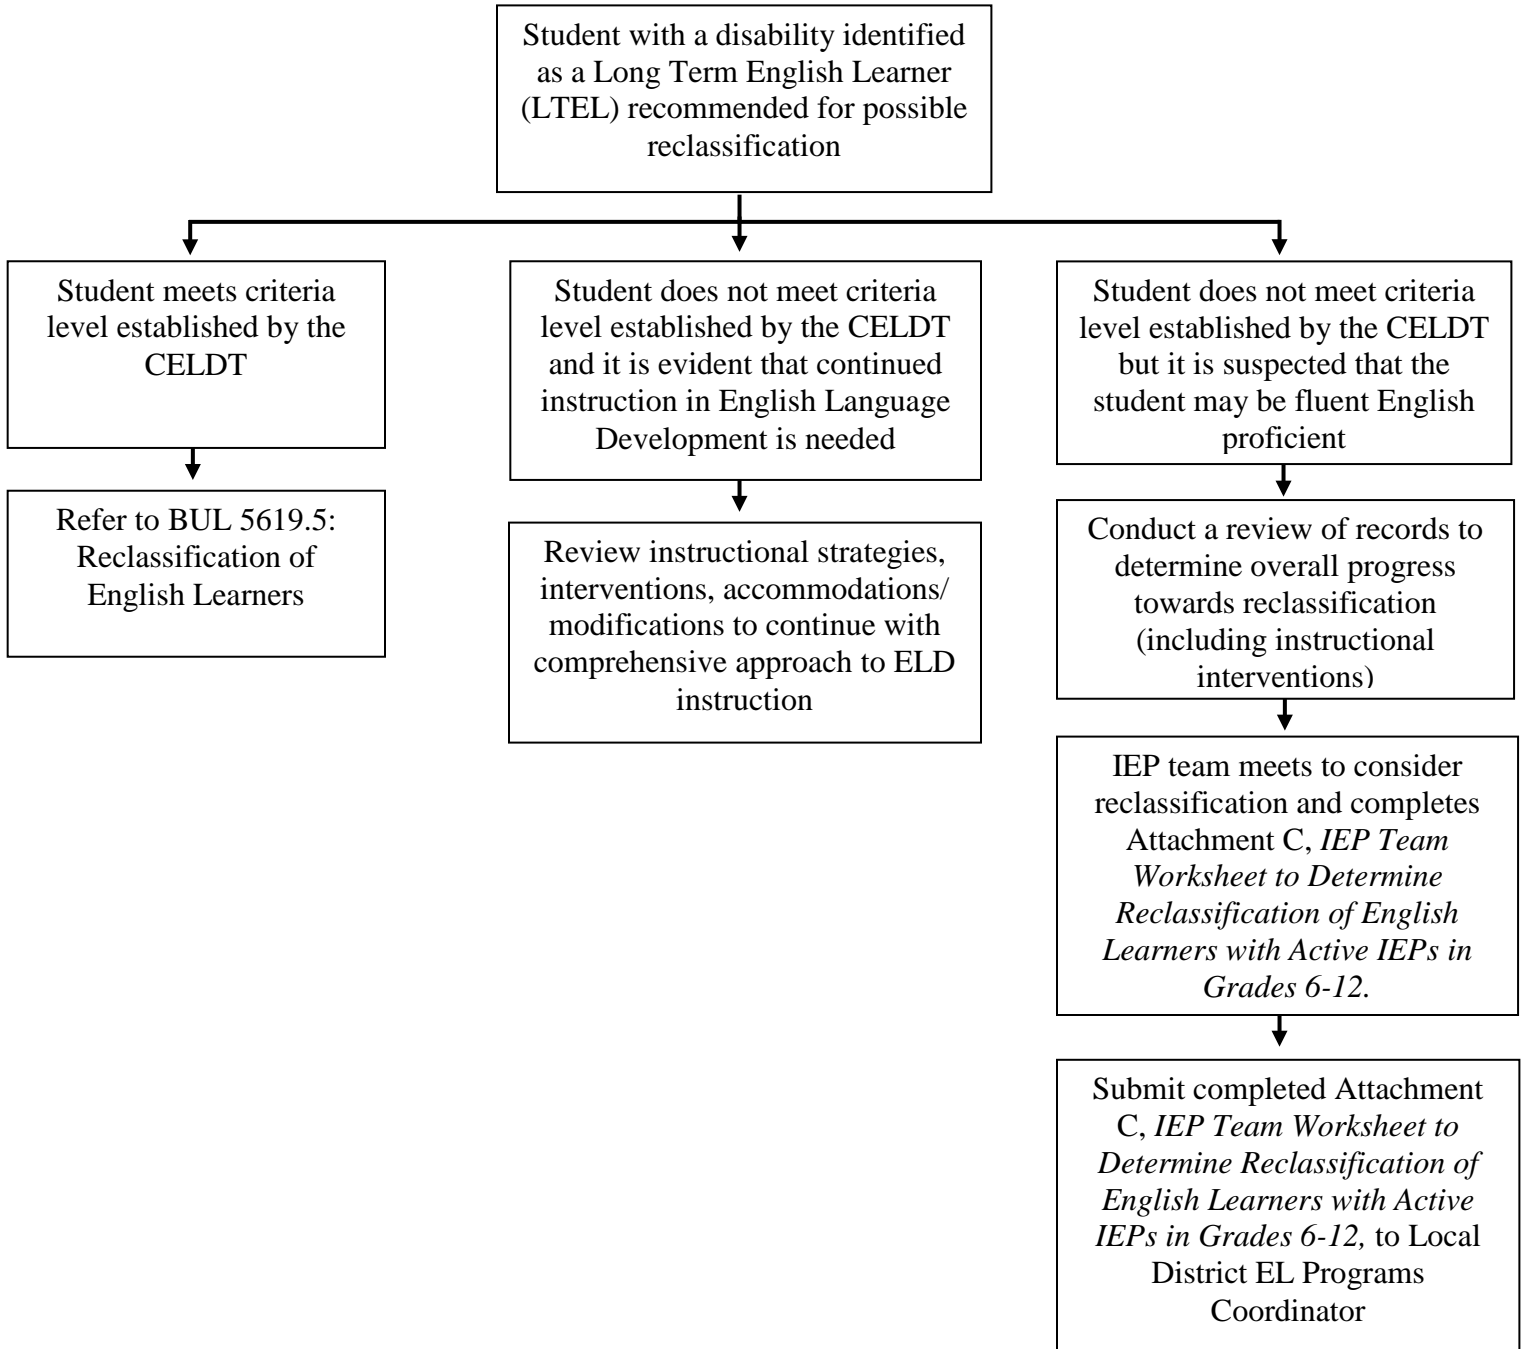 Student with a disability identified
as a Long Term English Learner
(LTEL) recommended for possible
reclassification
Student meets criteria
level established by the
CELDT
Student does not meet criteria
level established by the CELDT
and it is evident that continued
instruction in English Language
Development is needed
Student does not meet criteria
level established by the CELDT
but it is suspected that the
student may be fluent English
proficient
Refer to BUL 5619.5:
Reclassification of
English Learners
Review instructional strategies,
interventions, accommodations/
modifications to continue with
comprehensive approach to ELD
instruction
Conduct a review of records to
determine overall progress
towards reclassification
(including instructional
interventions)
IEP team meets to consider
reclassification and completes
Attachment C, IEP Team
Worksheet to Determine
Reclassification of English
Learners with Active IEPs in
Grades 6-12.
Submit completed Attachment
C, IEP Team Worksheet to
Determine Reclassification of
English Learners with Active
IEPs in Grades 6-12, to Local
District EL Programs
Coordinator